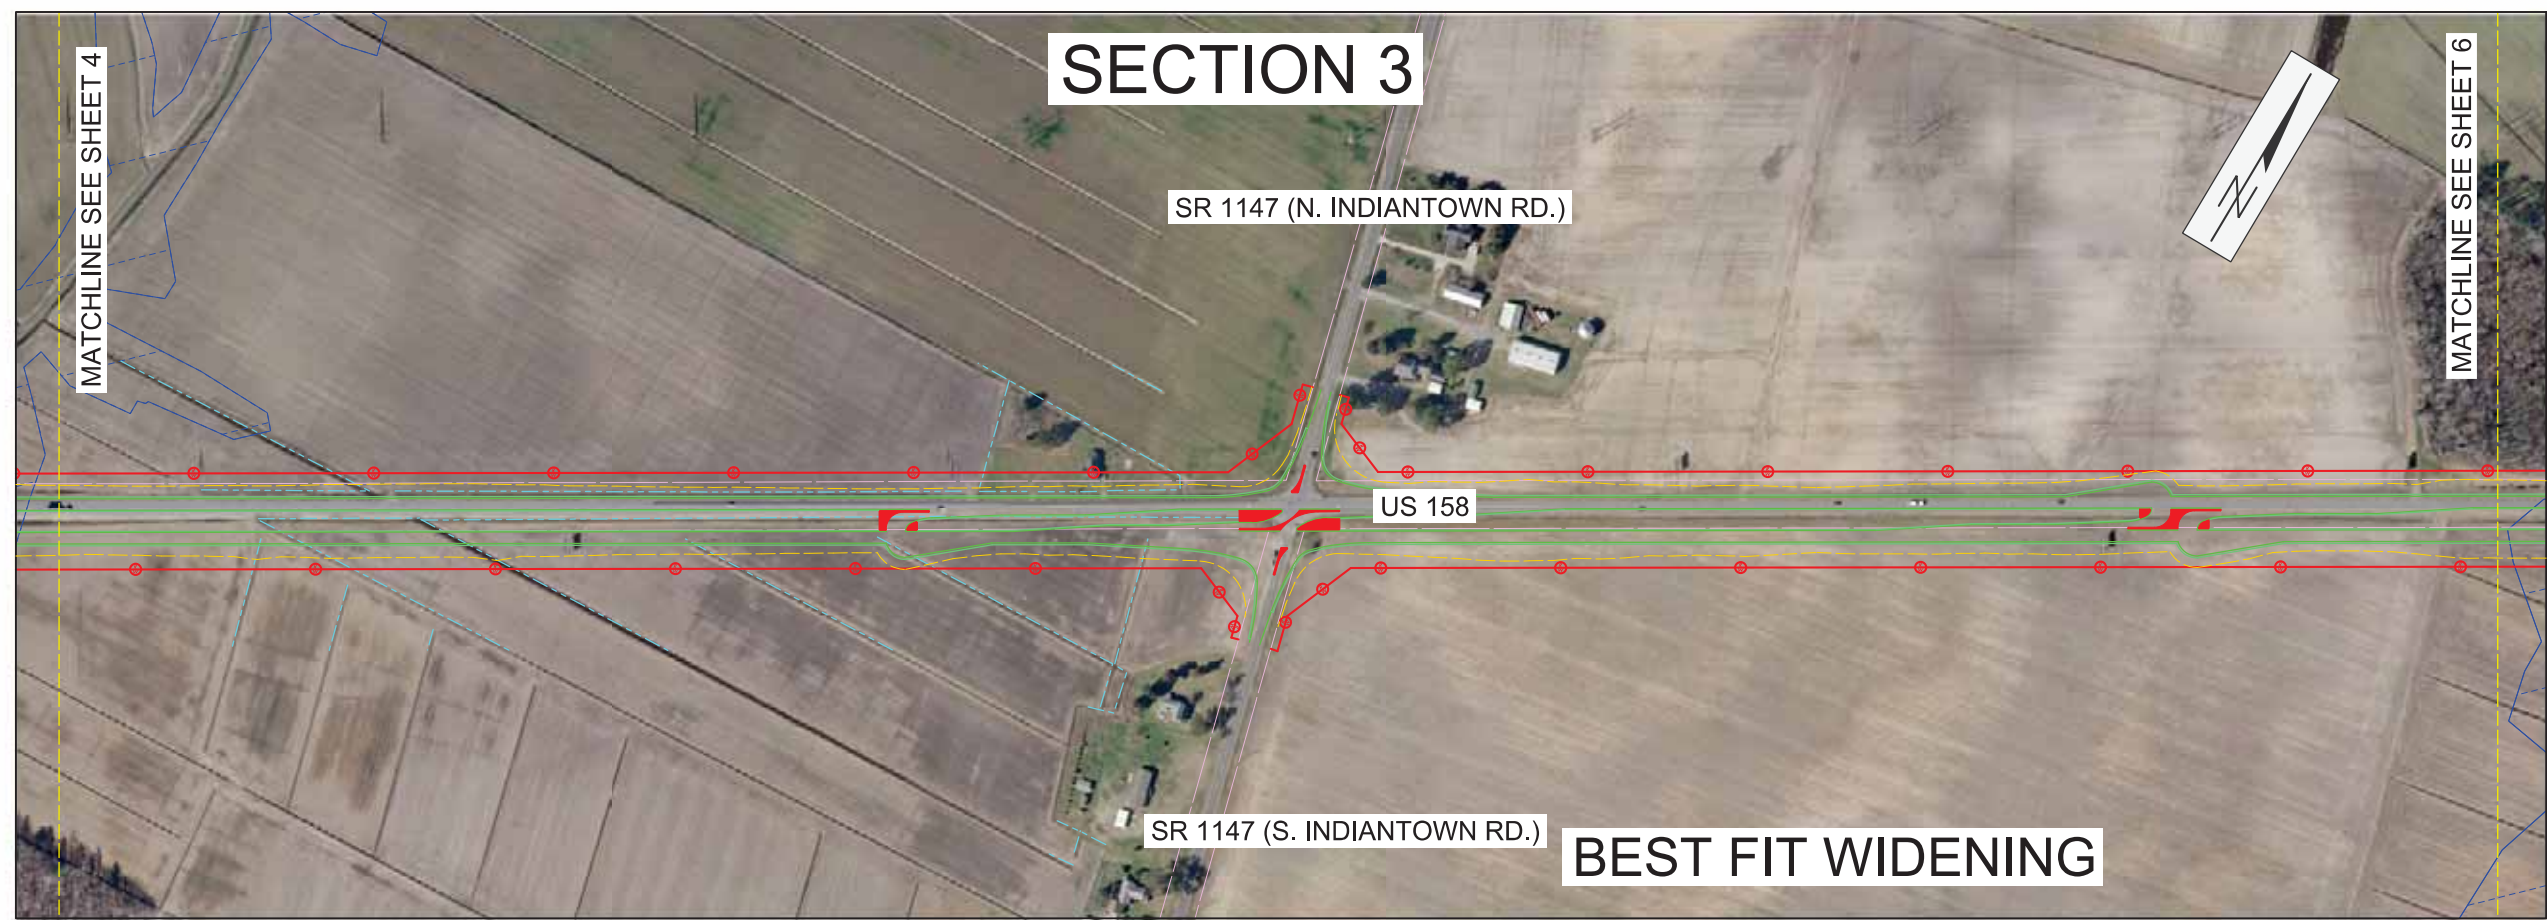 SECTION 3
MATCHLINE SEE SHEET 4
MATCHLINE SEE SHEET 6
N
SR 1147 (N. INDIANTOWN RD.)
US 158
SR 1147 (S. INDIANTOWN RD.)
BEST FIT WIDENING